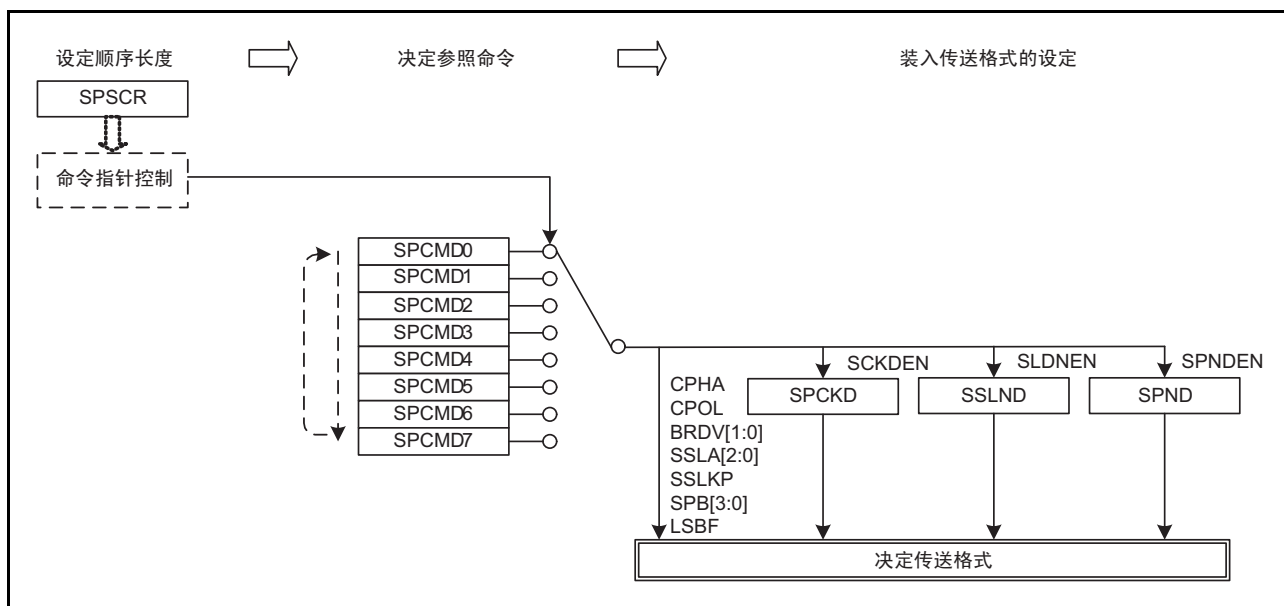 设定顺序长度
决定参照命令
装入传送格式的设定
SPSCR
命令指针控制
SPCMD0
SPCMD1
SPCMD2
SPCMD3
SPCMD4
SPCMD5
SPCMD6
SPCMD7
CPHA
CPOL
BRDV[1:0]
SSLA[2:0]
SSLKP
SPB[3:0]
LSBF
SCKDEN
SPCKD
SLDNEN
SSLND
SPNDEN
SPND
决定传送格式